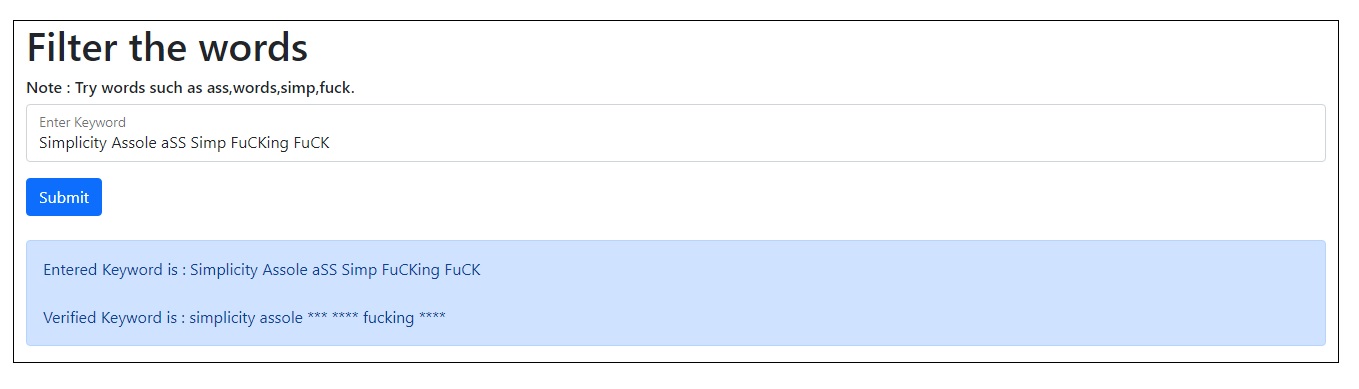 Filter the words
Note : Try words such as ass,words,simp,fuck.
Enter Keyword
Simplicity Assole aSS Simp FuCKing FuCK
Submit
Entered Keyword is : Simplicity Assole aSS Simp FuCKing FuCK
Verified Keyword is : simplicity assole *** **** fucking ****